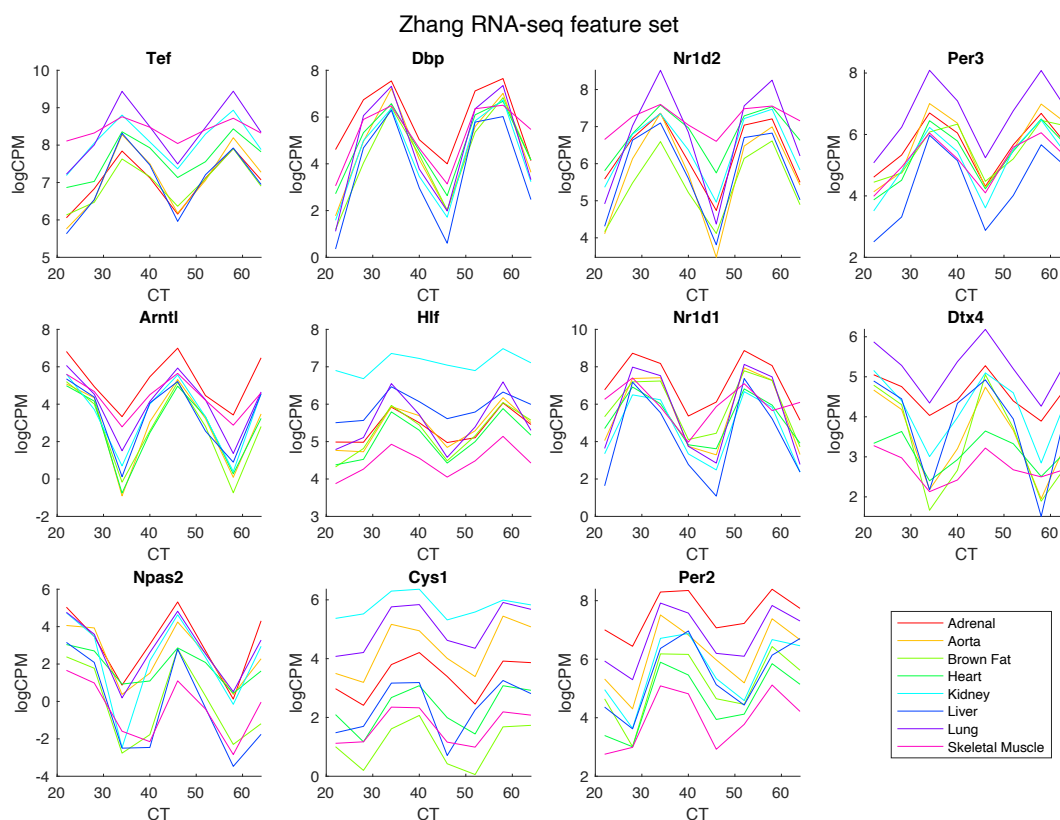 Zhang RNA-seq feature set
Tef
Dbp
Nr1d2
Per3
10
9
8
7
6
5
logCPM
20 30 40 50 60
CT
8
6
4
2
0
logCPM
20 30 40 50 60
CT
8
7
6
5
4
logCPM
20 30 40 50 60
CT
8
6
4
2
logCPM
20 30 40 50 60
CT
Arntl
Hlf
Nr1d1
Dtx4
8
6
4
2
0
-2
logCPM
20 30 40 50 60
CT
8
7
6
5
4
3
logCPM
20 30 40 50 60
CT
10
8
6
4
2
0
logCPM
20 30 40 50 60
CT
6
5
4
3
2
logCPM
20 30 40 50 60
CT
Npas2
Cys1
Per2
6
4
2
0
-2
-4
logCPM
20 30 40 50 60
CT
6
4
2
0
logCPM
20 30 40 50 60
CT
8
6
4
2
logCPM
20 30 40 50 60
CT
Adrenal
Aorta
Brown Fat
Heart
Kidney
Liver
Lung
Skeletal Muscle